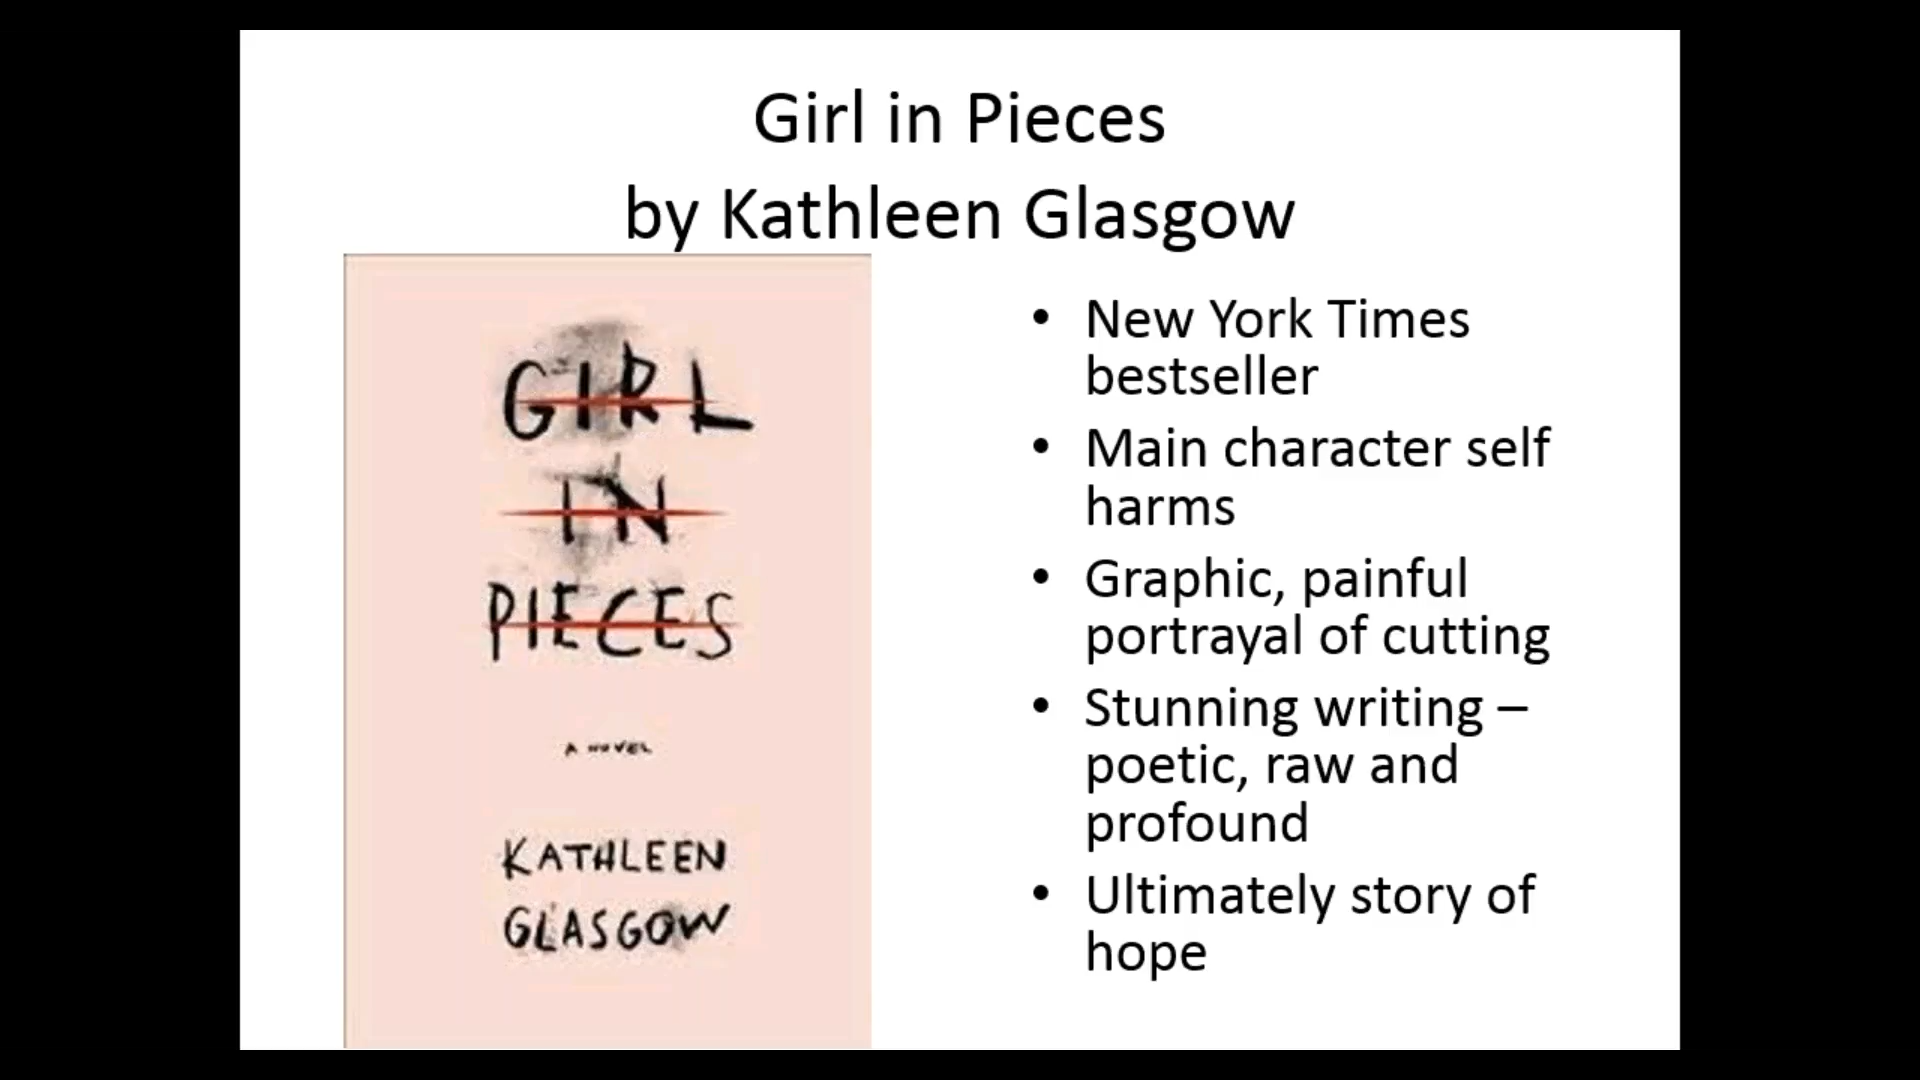 Girl in Pieces
by Kathleen Glasgow
GIRL
IN
PIECES
A NOVEL
KATHLEEN
GLASGOW
• New York Times
bestseller
• Main character self
harms
• Graphic, painful
portrayal of cutting
• Stunning writing –
poetic, raw and
profound
• Ultimately story of
hope